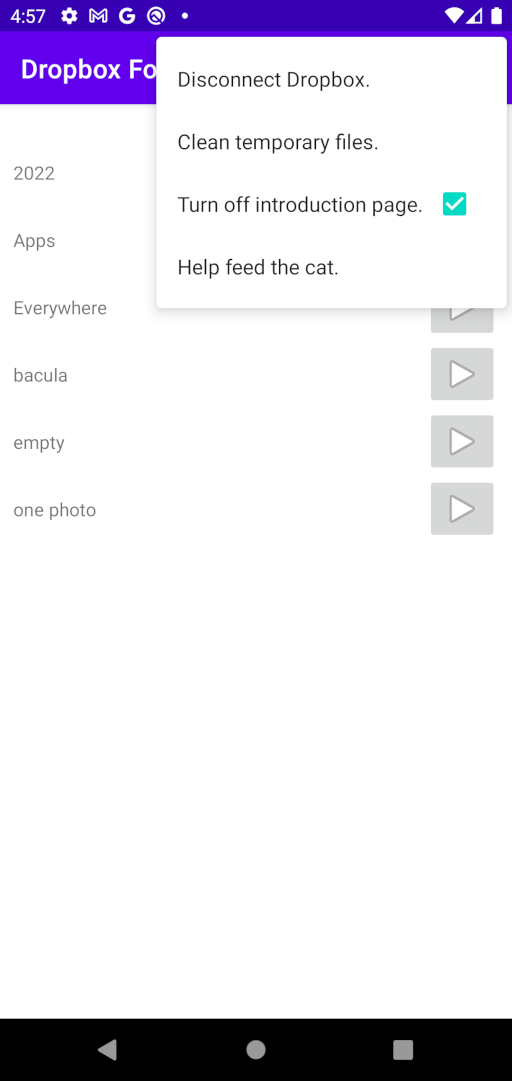 4:57
Dropbox Fo
Disconnect Dropbox.
Clean temporary files.
Turn off introduction page.
Help feed the cat.
2022
Apps
Everywhere
bacula
empty
one photo